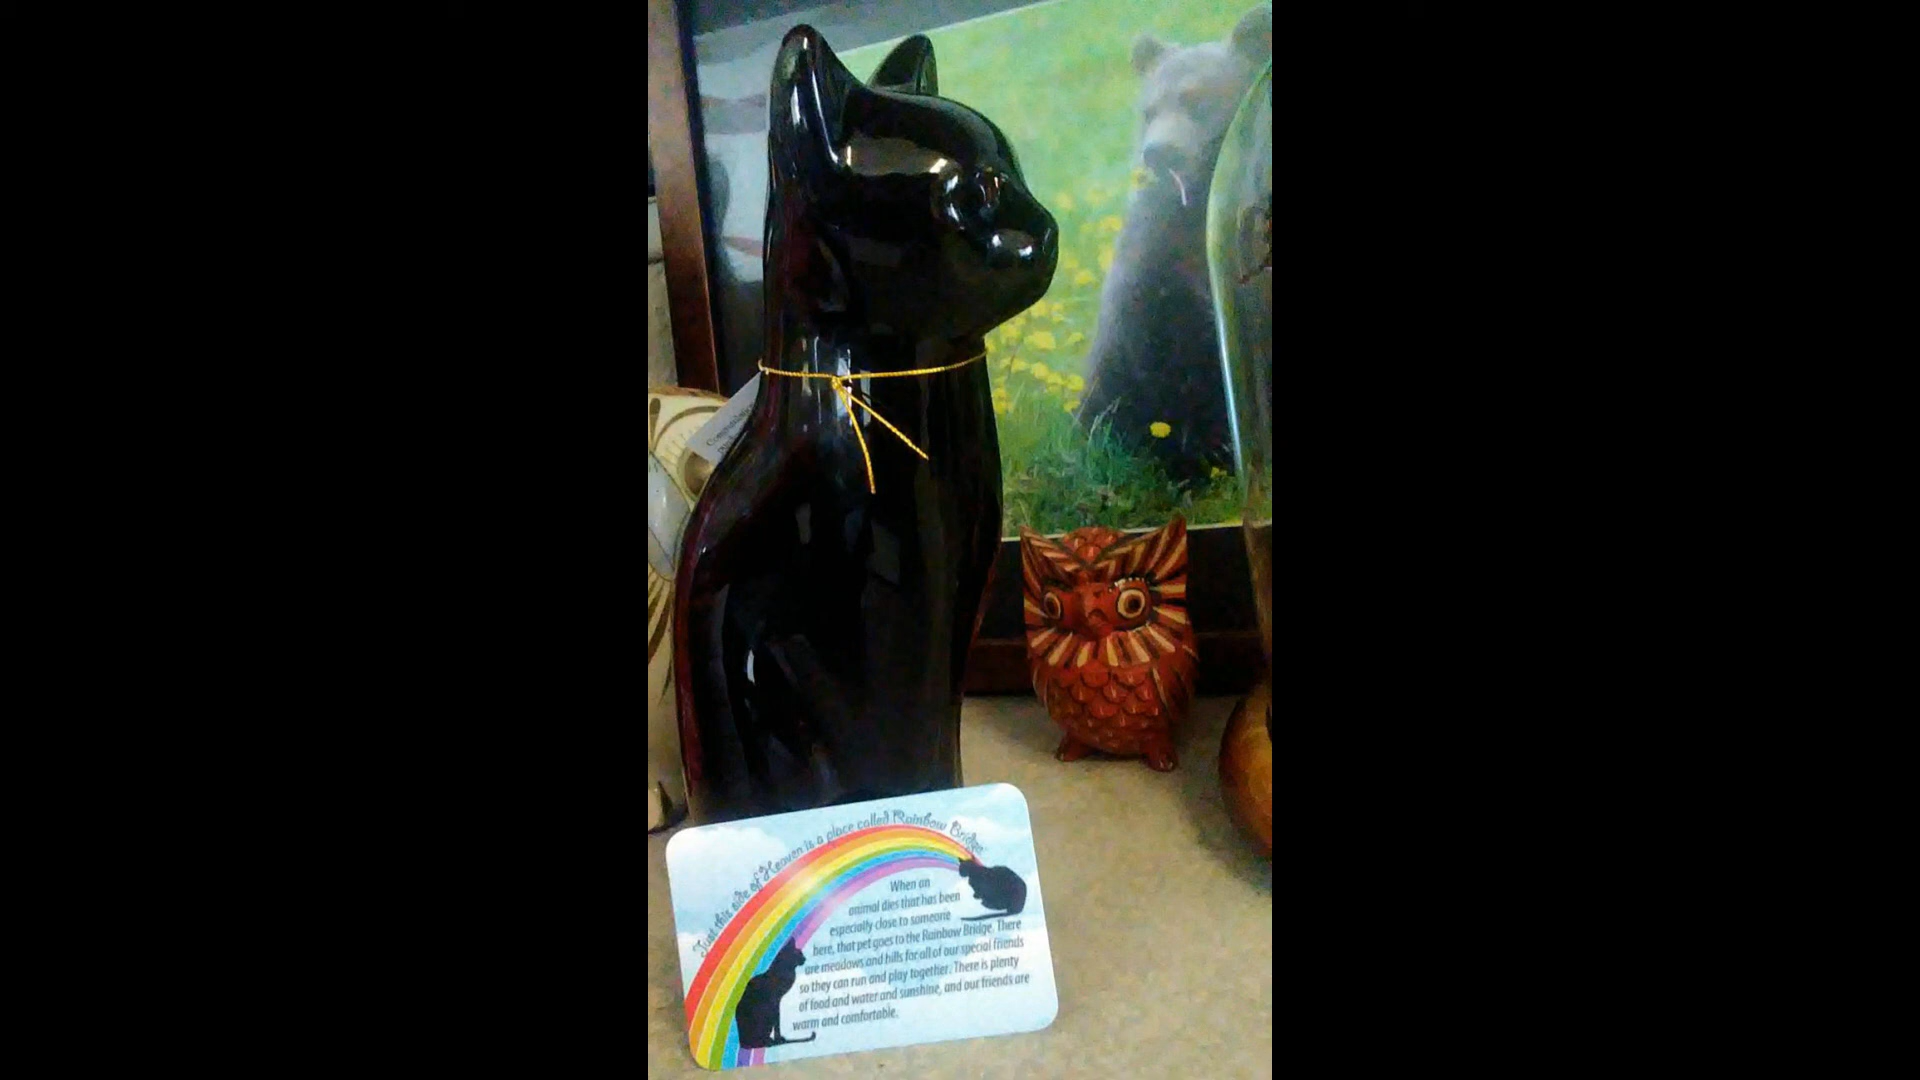 Just this side of Heaven is a place called Rainbow Bridge
When an
animal dies that has been
especially close to someone
here, that pet goes to the Rainbow Bridge. There
are meadows and hills for all of our special friends
so they can run and play together. There is plenty
of food and water and sunshine, and our friends are
warm and comfortable.